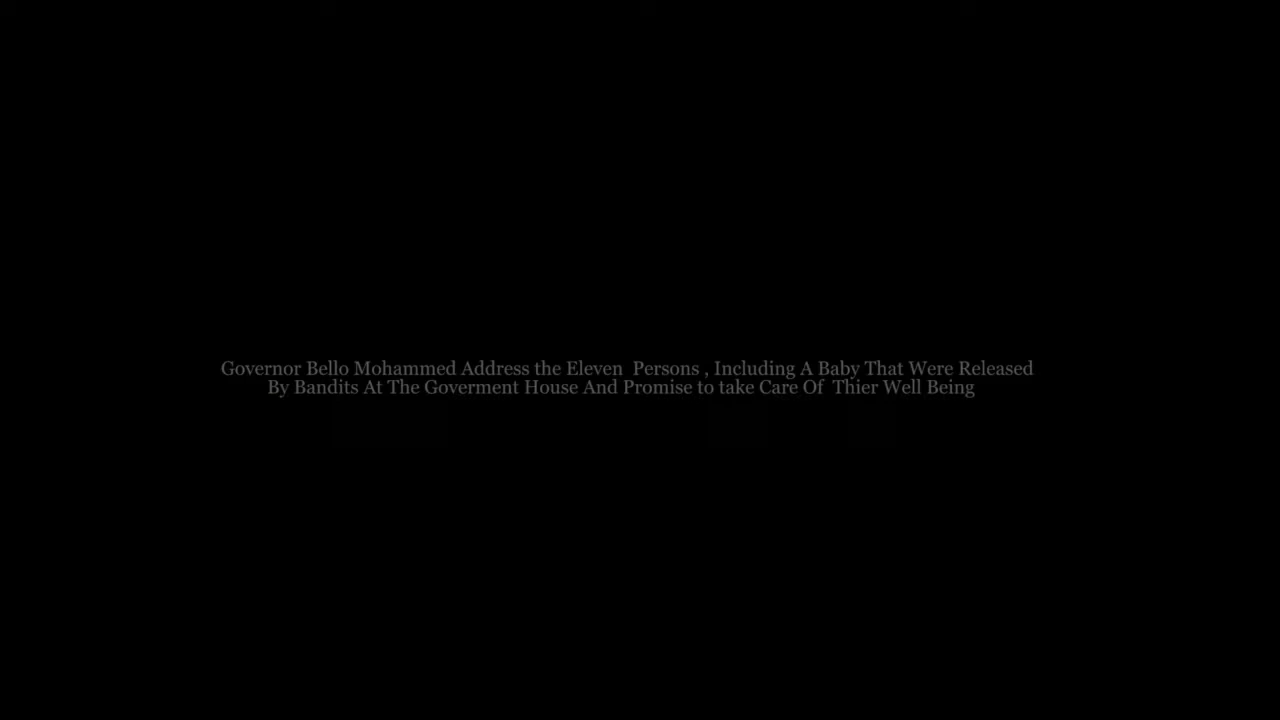 Governor Bello Mohammed Address the Eleven  Persons , Including A Baby That Were Released
By Bandits At The Goverment House And Promise to take Care Of  Thier Well Being